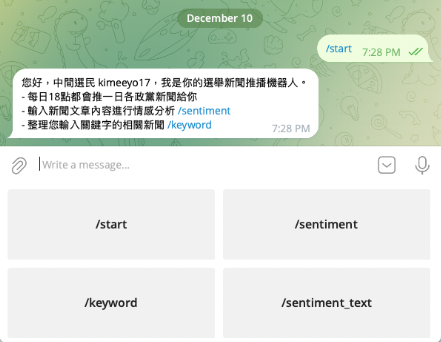 December 10
/start 7:28 PM
您好，中間選民 kimeeyo17，我是你的選舉新聞推播機器人。
- 每日18點都會推一日各政黨新聞給你
- 輸入新聞文章內容進行情感分析 /sentiment
- 整理您輸入關鍵字的相關新聞 /keyword
7:28 PM
Write a message...
/start
/sentiment
/keyword
/sentiment_text